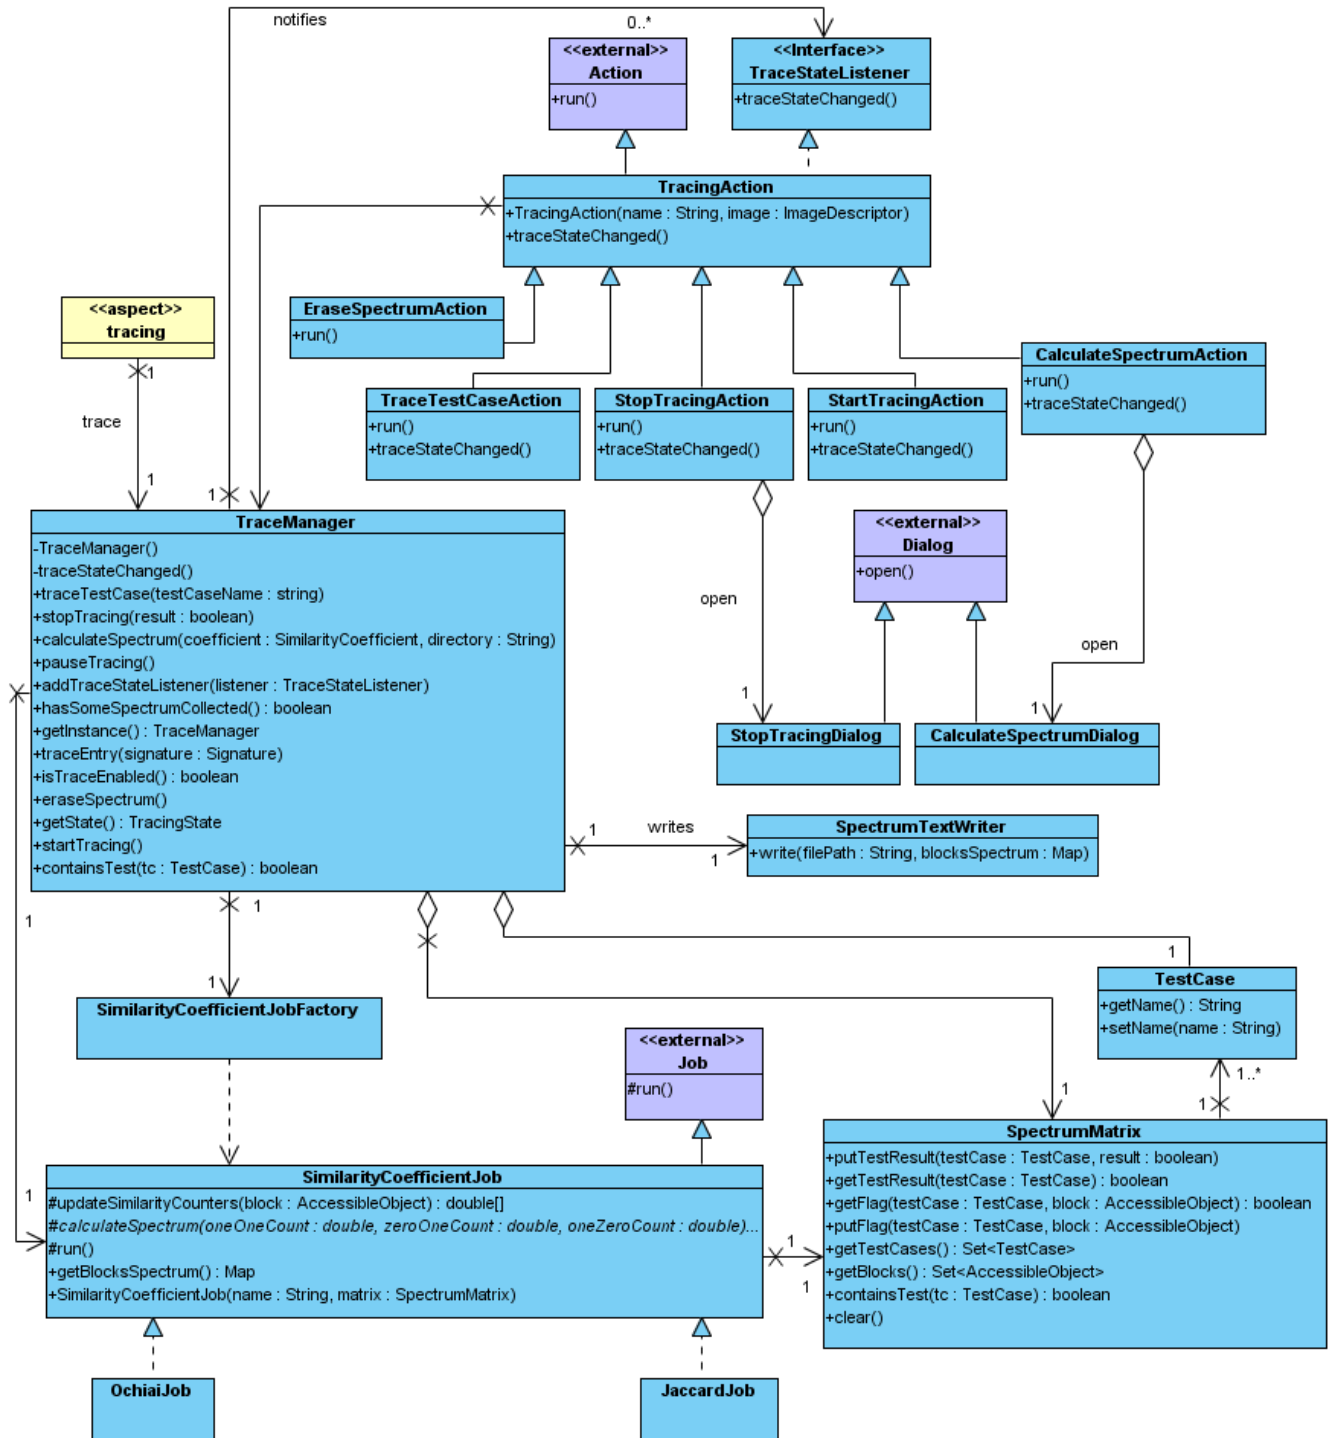 notifies
0..*
<<external>>
Action
+run()
<<Interface>>
TraceStateListener
+traceStateChanged()
TracingAction
+TracingAction(name : String, image : ImageDescriptor)
+traceStateChanged()
<<aspect>>
tracing
EraseSpectrumAction
+run()
CalculateSpectrumAction
+run()
+traceStateChanged()
TraceTestCaseAction
+run()
+traceStateChanged()
StopTracingAction
+run()
+traceStateChanged()
StartTracingAction
+run()
+traceStateChanged()
1
trace
1
1
TraceManager
-TraceManager()
-traceStateChanged()
+traceTestCase(testCaseName : string)
+stopTracing(result : boolean)
+calculateSpectrum(coefficient : SimilarityCoefficient, directory : String)
+pauseTracing()
+addTraceStateListener(listener : TraceStateListener)
+hasSomeSpectrumCollected() : boolean
+getInstance() : TraceManager
+traceEntry(signature : Signature)
+isTraceEnabled() : boolean
+eraseSpectrum()
+getState() : TracingState
+startTracing()
+containsTest(tc : TestCase) : boolean
<<external>>
Dialog
+open()
open
open
1
1
StopTracingDialog
CalculateSpectrumDialog
1
writes
1
SpectrumTextWriter
+write(filePath : String, blocksSpectrum : Map)
1
1
1
1
SimilarityCoefficientJobFactory
TestCase
+getName() : String
+setName(name : String)
<<external>>
Job
#run()
1..*
1
1
SpectrumMatrix
+putTestResult(testCase : TestCase, result : boolean)
+getTestResult(testCase : TestCase) : boolean
+getFlag(testCase : TestCase, block : AccessibleObject) : boolean
+putFlag(testCase : TestCase, block : AccessibleObject)
+getTestCases() : Set<TestCase>
+getBlocks() : Set<AccessibleObject>
+containsTest(tc : TestCase) : boolean
+clear()
1
SimilarityCoefficientJob
#updateSimilarityCounters(block : AccessibleObject) : double[]
#calculateSpectrum(oneOneCount : double, zeroOneCount : double, oneZeroCount : double)...
#run()
+getBlocksSpectrum() : Map
+SimilarityCoefficientJob(name : String, matrix : SpectrumMatrix)
1
1
OchiaiJob
JaccardJob